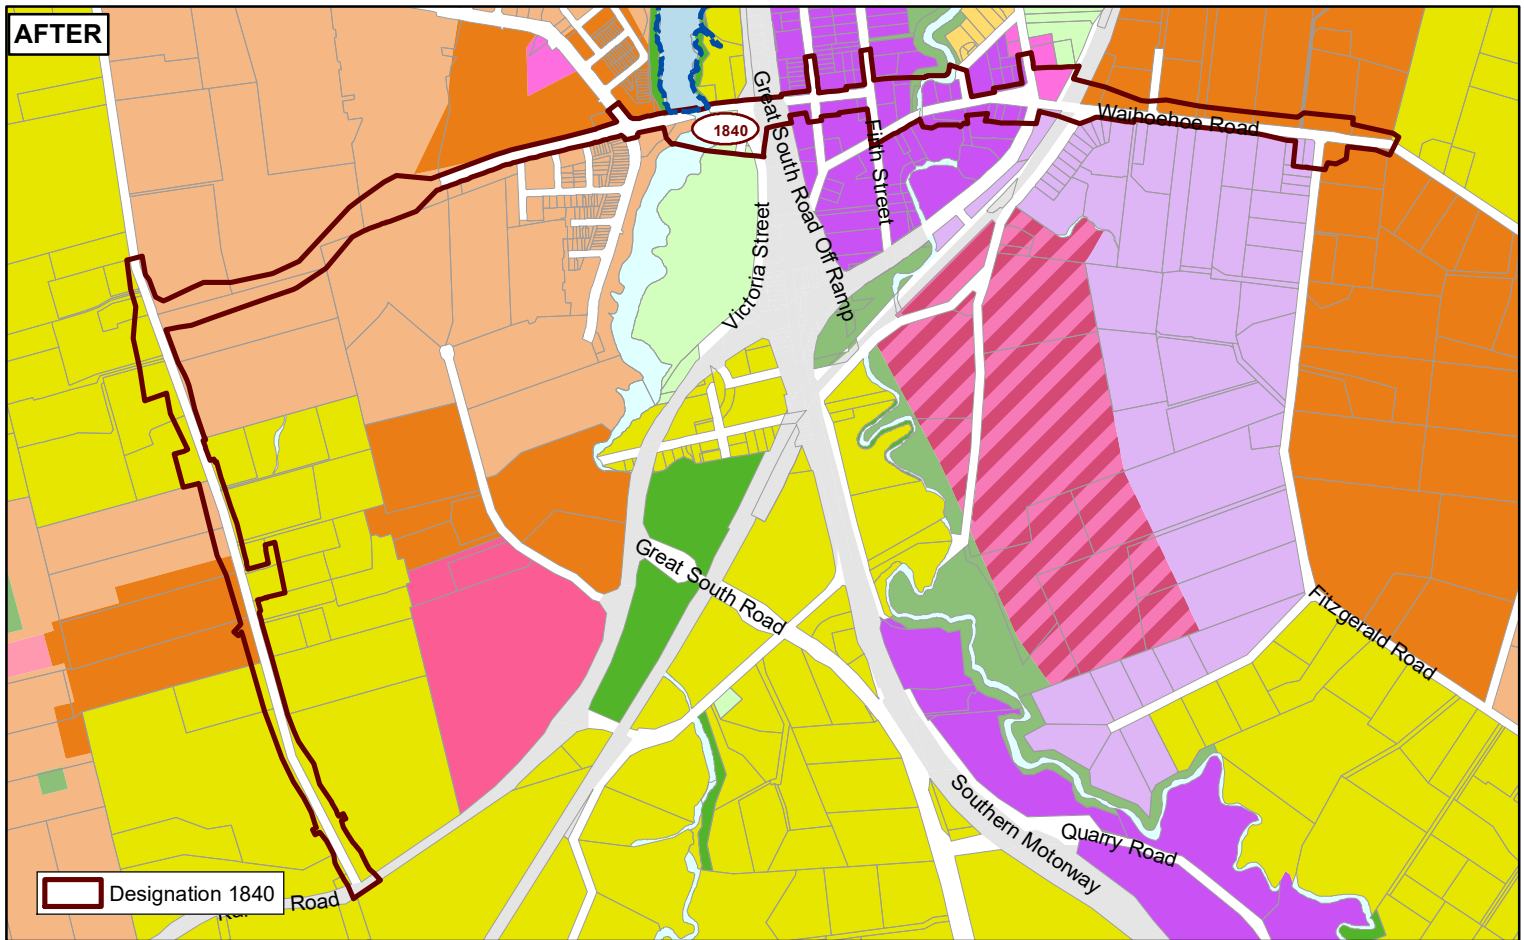 AFTER
Great South Road Off Ramp
1840
Waihoehoe Road
Firth Street
Victoria Street
Great South Road
Fitzgerald Road
Southern Motorway
Quarry Road
Designation 1840
Road